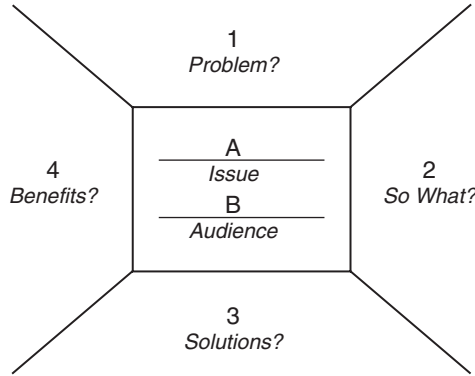 1
Problem?
4
Benefits?
A
Issue
B
Audience
2
So What?
3
Solutions?